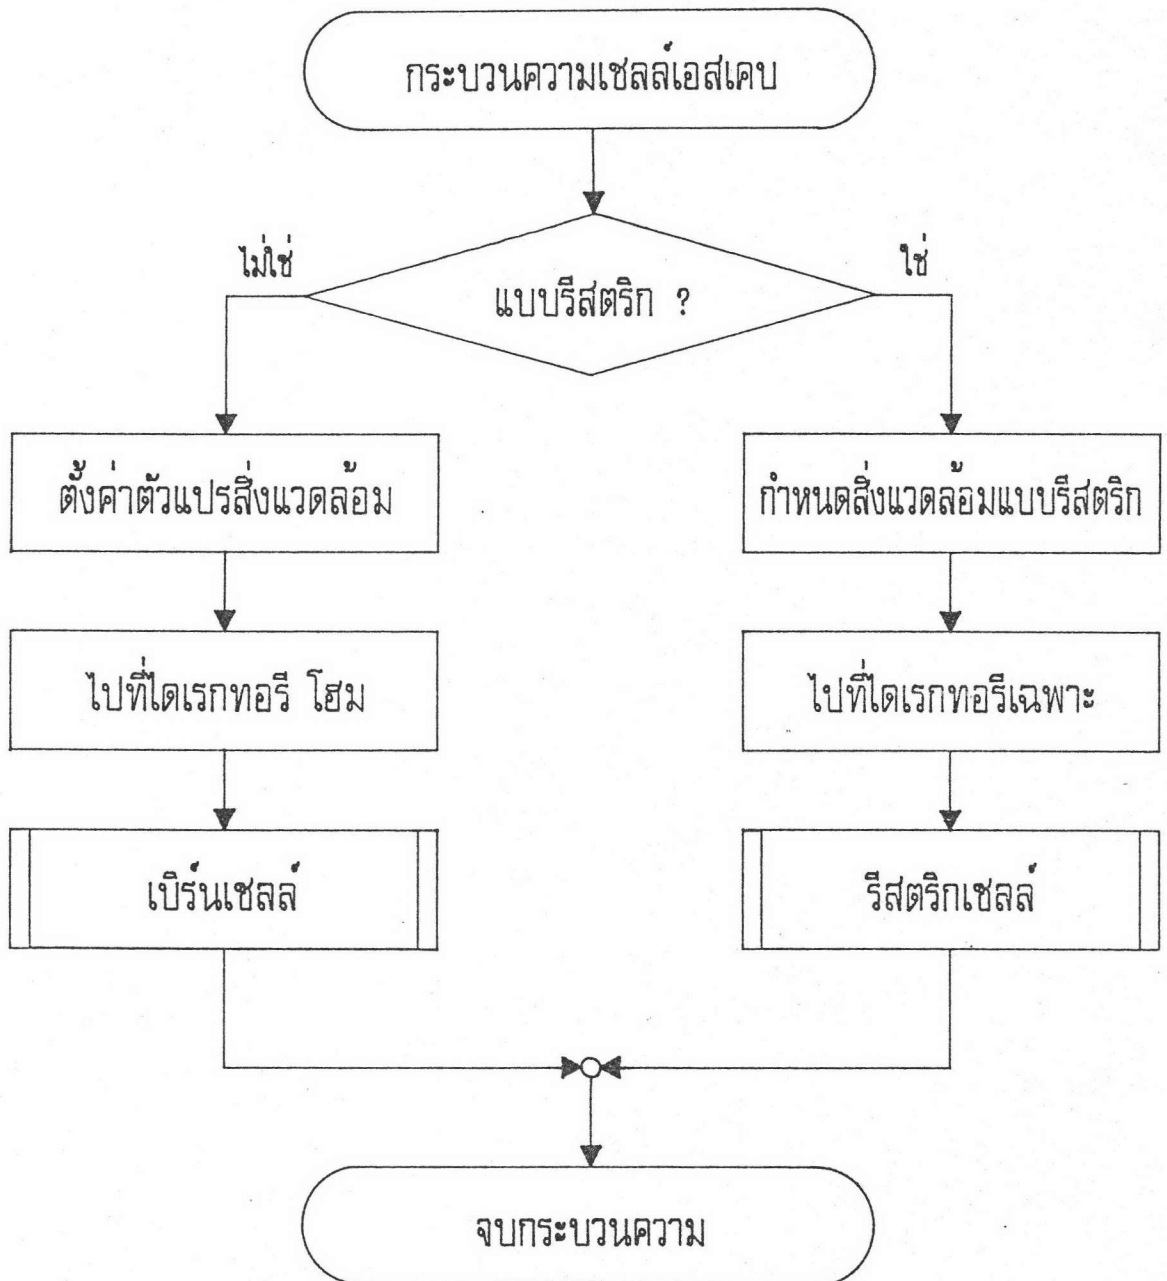 กระบวนความเชลล์เอสเคบ
แบบรีสตริก ?
ไม่ใช่
ใช่
ตั้งค่าตัวแปรสิ่งแวดล้อม
กำหนดสิ่งแวดล้อมแบบรีสตริก
ไปที่ไดเรกทอรี โฮม
ไปที่ไดเรกทอรีเฉพาะ
เบิร์นเชลล์
รีสตริกเชลล์
จบกระบวนความ